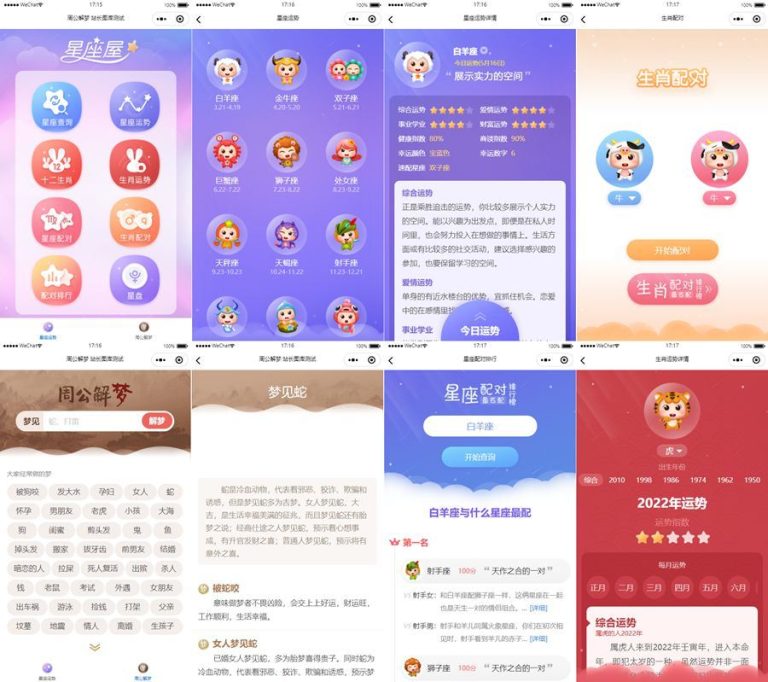 ●●●●● WeChat 17:15 100%
周公解梦 站长图库测试
星座屋
星座查询
星座运势
十二生肖
生肖运势
星座配对
生肖配对
配对排行
星盘
星座运势
周公解梦
●●●●● WeChat 17:16 100%
星座运势
白羊座
3.21-4.19
金牛座
4.20-5.20
双子座
5.21-6.21
巨蟹座
6.22-7.22
狮子座
7.23-8.22
处女座
8.23-9.22
天秤座
9.23-10.23
天蝎座
10.24-11.22
射手座
11.23-12.21
●●●●● WeChat 17:16 100%
星座运势详情
白羊座
今日运势(5月16日)
“ 展示实力的空间 ”
综合运势
爱情运势
事业学业
财富运势
健康指数 80%
商谈指数 90%
幸运颜色 宝蓝色
幸运数字 6
速配星座 双子座
综合运势
正是乘胜追击的运势，你比较多展示个人实
力的空间。能以兴趣为出发点，即便是在私人时
间里，也会努力投入在想做的事情上。生活方
面或有比较多的社交活动，建议选择感兴趣的
参加，也要保留学习的空间。
爱情运势
单身的有近水楼台的优势，宜抓住机会。恋爱
中的在感情里找
事业学业
今日运势
●●●●● WeChat 17:17 100%
生肖配对
生肖配对
牛
牛
开始配对
生肖配对
排行榜
●●●●● WeChat 17:16 100%
周公解梦 站长图库测试
周公解梦
梦见 蛇，月期 解梦
大家经常做的梦
被狗咬 发大水 孕妇 女人 蛇
怀孕 男朋友 老虎 小孩 大海
狗 闺蜜 剪头发 曳 鱼
掉头发 搬家 拔牙齿 前男友 结婚
暗恋的人 拉屎 死人复活 出殡 杀人
钱 老鼠 考试 外遇 女朋友
出车祸 游泳 捡钱 打架 父亲
坟墓 地震 情人 离婚 生孩子
星座运势
周公解梦
●●●●● WeChat 17:16 100%
周公解梦 站长图库测试
梦见蛇
蛇是冷血动物，代表着邪恶、狡诈、欺骗和
诱惑，但是梦见蛇多为吉梦。女人梦见蛇，大
吉，是生活幸福美满的征兆，而且梦见蛇还有胎
梦之说；经商仕途之人梦见蛇，预示着心想事
成，有升官发财之喜；普通人梦见蛇，预示将有
意外之喜。
被蛇咬
意味做梦者不畏凶险，会交上上好运，财运旺，
工作顺利，生活幸福。
女人梦见蛇
已婚女人梦见蛇，多为胎梦喜得贵子。同时蛇为
冷血动物，代表着邪恶、狡诈、欺骗和诱惑，预示梦
●●●●● WeChat 17:17 100%
星座配对排行
星座配对
排行榜
白羊座
开始查询
白羊座与什么星座最配
第一名
射手座 100分 “ 天作之合的一对 ”
VS 射手女: 和白羊座配狮子座一样，这俩星座在一起
也是天生一对的情侣组合。... [详细]
VS 射手男: 射手和羊儿同属火象星座，你们在初次相
见时、射手看到羊儿的赤子... [详细]
狮子座 100分 “ 天作之合的一对 ”
●●●●● WeChat 17:17 100%
生肖运势详情
虎
出生年份
综合 2010 1998 1986 1974 1962 1950
2022年运势
运势指数
每月运势
正月 二月 三月 四月 五月 六月
综合运势
属虎的人2022年
属虎人来到2022年壬寅年，进入本命
年，即犯太岁的一种，虽然运势并非一面